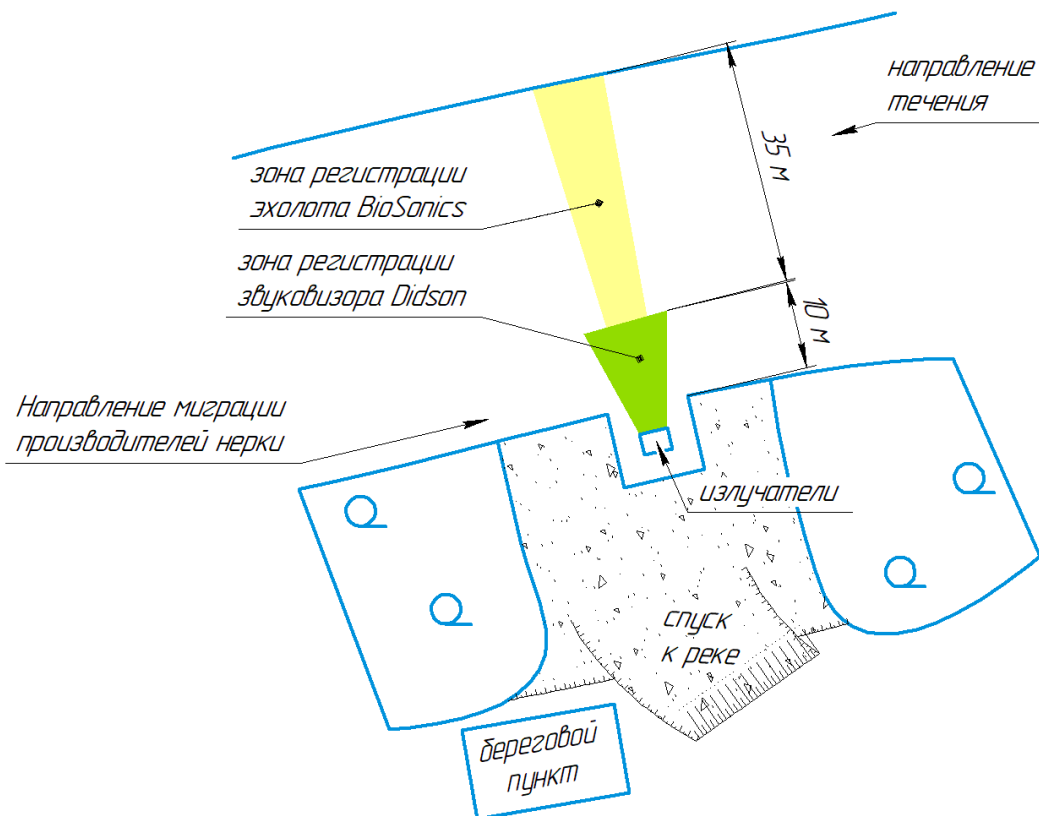 направление
течения
35 м
зона регистрации
эхолота BioSonics
зона регистрации
звуковизора Didson
10 м
Направление миграции
производителей нерки
излучатели
спуск
к реке
береговой
пункт